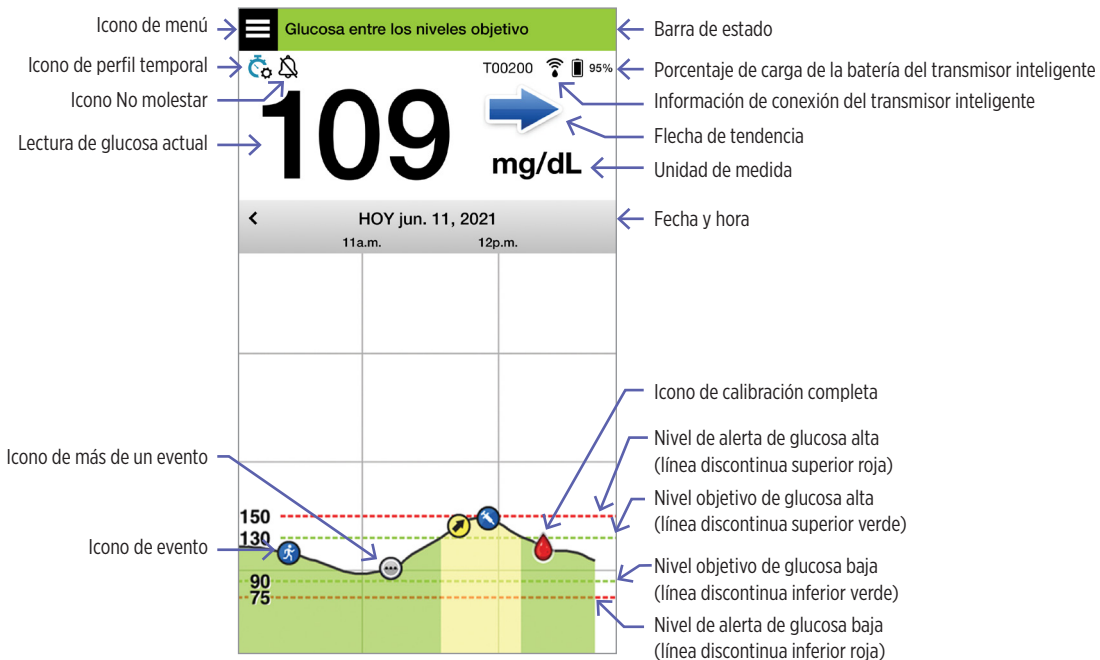 Icono de menú
Icono de perfil temporal
Icono No molestar
Lectura de glucosa actual
Icono de más de un evento
Icono de evento
Glucosa entre los niveles objetivo
T00200
95%
109
mg/dL
HOY jun. 11, 2021
11a.m.
12p.m.
150
130
90
75
Barra de estado
Porcentaje de carga de la batería del transmisor inteligente
Información de conexión del transmisor inteligente
Flecha de tendencia
Unidad de medida
Fecha y hora
Icono de calibración completa
Nivel de alerta de glucosa alta
(línea discontinua superior roja)
Nivel objetivo de glucosa alta
(línea discontinua superior verde)
Nivel objetivo de glucosa baja
(línea discontinua inferior verde)
Nivel de alerta de glucosa baja
(línea discontinua inferior roja)